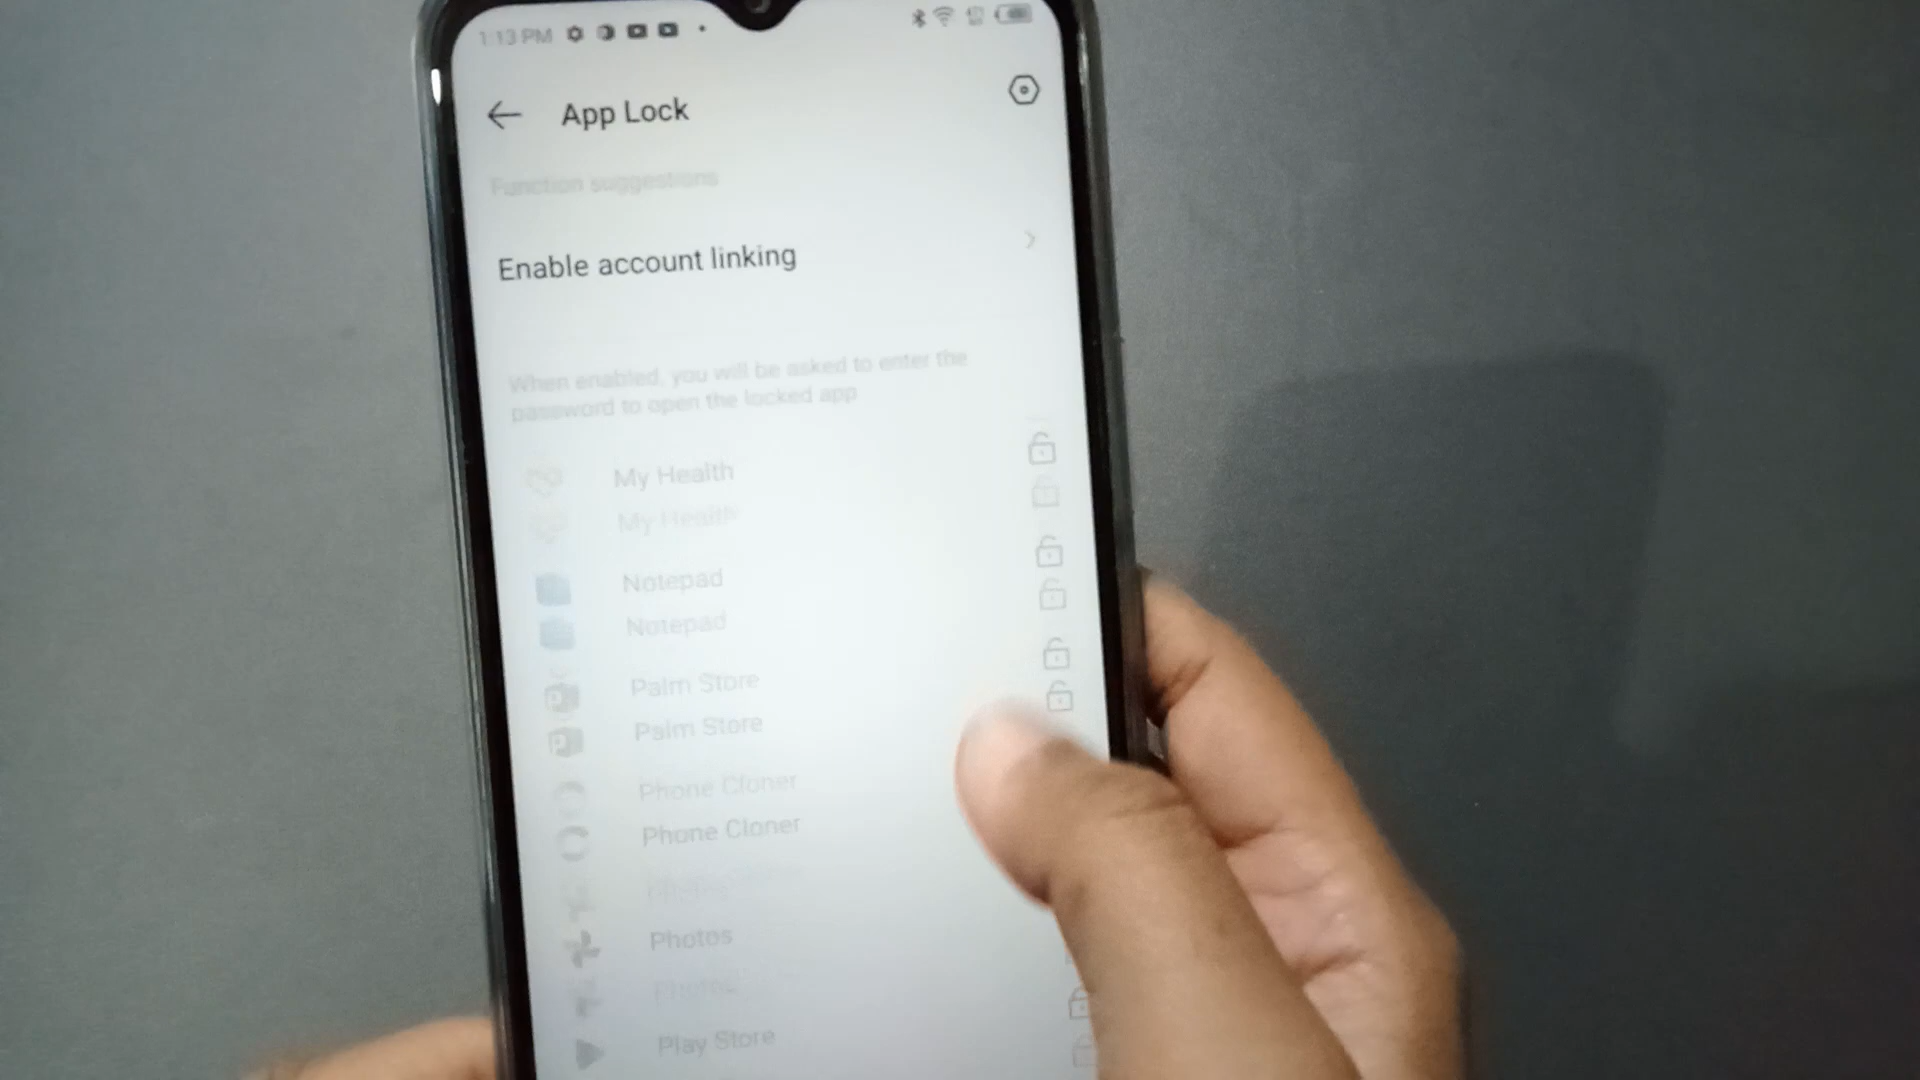 1:13 PM
App Lock
Function suggestions
Enable account linking
When enabled, you will be asked to enter the
password to open the locked app
My Health
My Health
Notepad
Notepad
Palm Store
Palm Store
Phone Cloner
Phone Cloner
Photos
Photos
Photos
Play Store